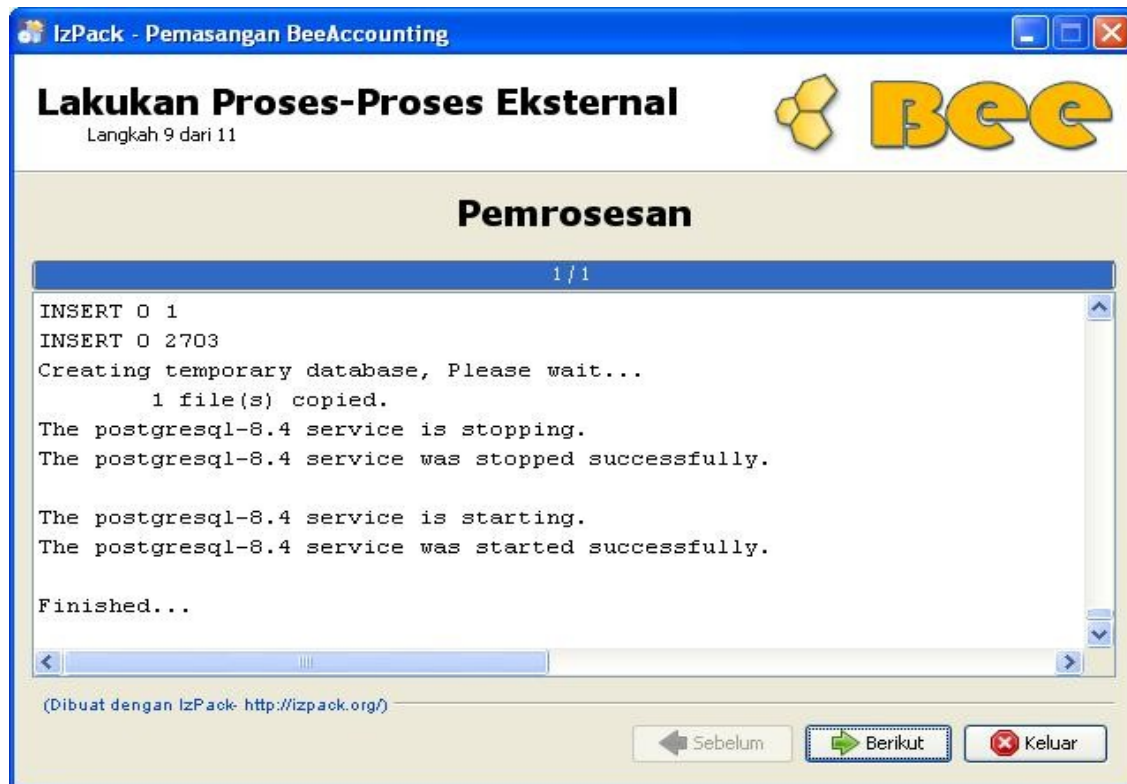 IzPack - Pemasangan BeeAccounting
Lakukan Proses-Proses Eksternal
Langkah 9 dari 11
Bee
Pemrosesan
1 / 1
INSERT 0 1
INSERT 0 2703
Creating temporary database, Please wait...
1 file(s) copied.
The postgresql-8.4 service is stopping.
The postgresql-8.4 service was stopped successfully.
The postgresql-8.4 service is starting.
The postgresql-8.4 service was started successfully.
Finished...
(Dibuat dengan IzPack- http://izpack.org/)
Sebelum
Berikut
Keluar